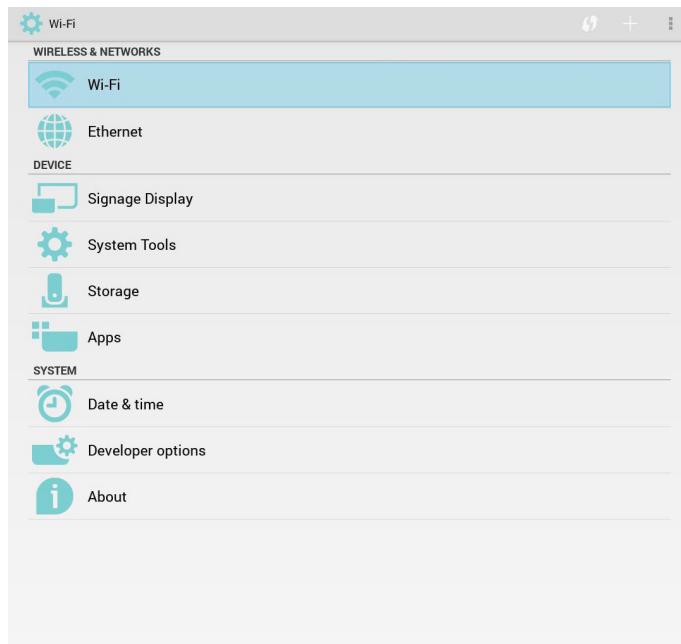 Wi-Fi
WIRELESS & NETWORKS
Wi-Fi
Ethernet
DEVICE
Signage Display
System Tools
Storage
Apps
SYSTEM
Date & time
Developer options
About